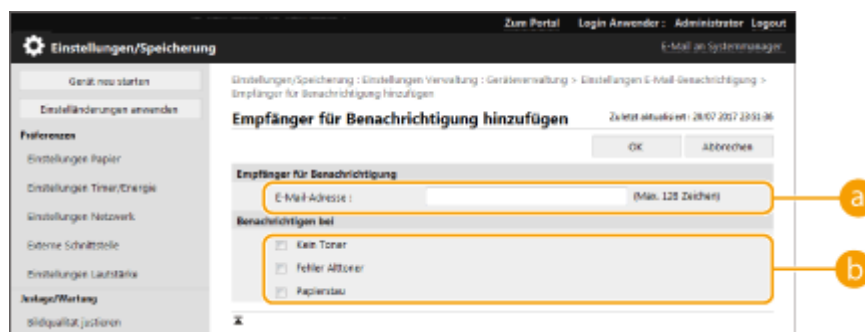 Zum Portal Login Anwender : Administrator Logout
Einstellungen/Speicherung
E-Mail an Systemmanager
Gerät neu starten
Einstelländerungen anwenden
Präferenzen
Einstellungen Papier
Einstellungen Timer/Energie
Einstellungen Netzwerk
Externe Schnittstelle
Einstellungen Lautstärke
Justage/Wartung
Bildqualität justieren
Einstellungen/Speicherung : Einstellungen Verwaltung : Geräteverwaltung > Einstellungen E-Mail-Benachrichtigung >
Empfänger für Benachrichtigung hinzufügen
Empfänger für Benachrichtigung hinzufügen
Zuletzt aktualisiert : 28/07 2017 23:51:36
OK Abbrechen
Empfänger für Benachrichtigung
E-Mail-Adresse : (Max. 128 Zeichen)
a
Benachrichtigen bei
Kein Toner
Fehler Alttoner
Papierstau
b